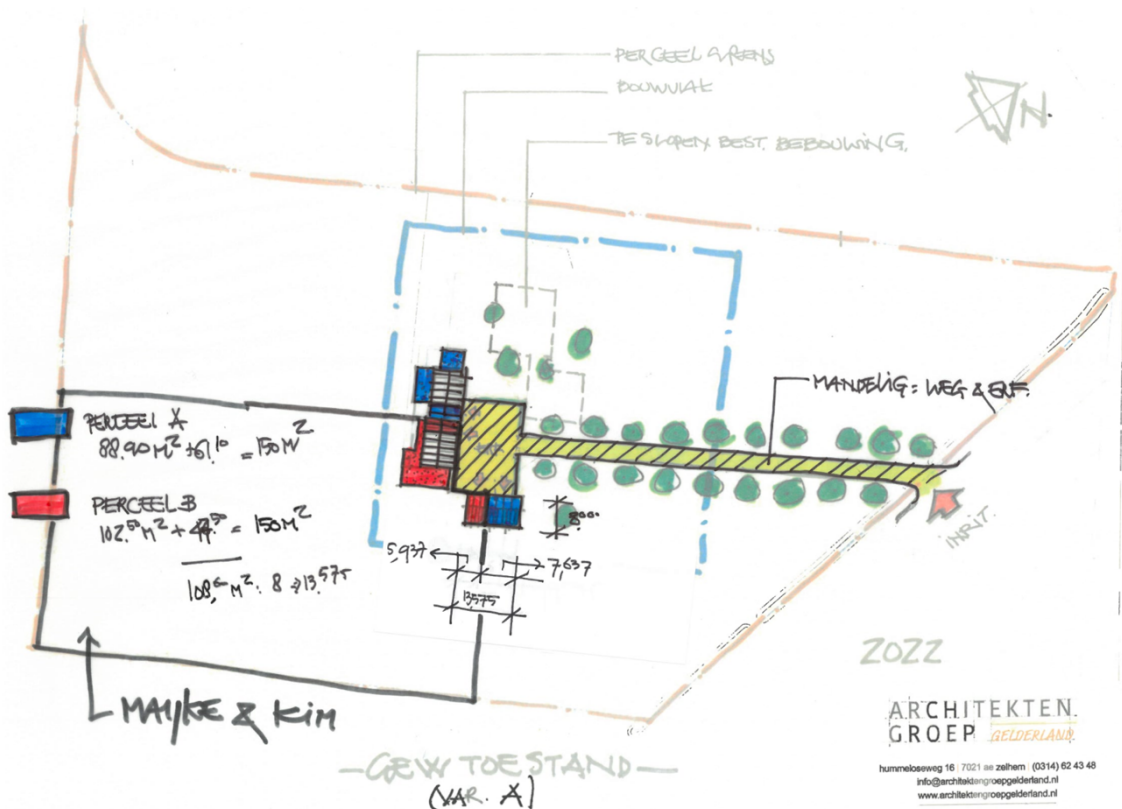 PERCEEL GRENS
BOUWVLAK
TE SLOPEN BEST. BEBOUWING.
N.
MANDELIG = WEG & ERF.
PERCEEL A
88.90 M² + 61.10 = 150 M²
PERCEEL B
102.50 M² + 47.50 = 150 M²
108,6 M² : 8 → 13.575
ERF
8.00
5,937
7,637
13,575
INRIT.
MAIJKE & KIM
2022
GEW TOESTAND
(VAR. A)
ARCHITEKTEN
GROEP GELDERLAND
hummeloseweg 16 | 7021 ae zelhem | (0314) 62 43 48
info@architektengroepgelderland.nl
www.architektengroepgelderland.nl